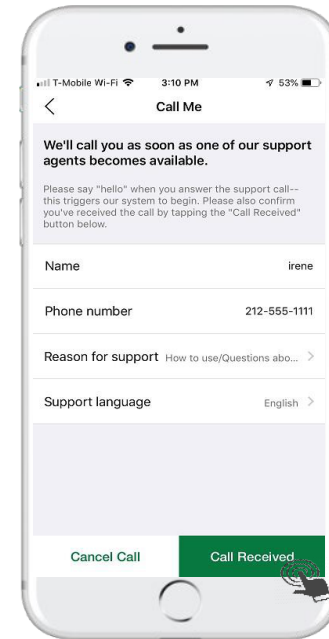 T-Mobile Wi-Fi 3:10 PM 53%
Call Me
We'll call you as soon as one of our support
agents becomes available.
Please say "hello" when you answer the support call--
this triggers our system to begin. Please also confirm
you've received the call by tapping the "Call Received"
button below.
Name irene
Phone number 212-555-1111
Reason for support How to use/Questions abo...
Support language English
Cancel Call Call Received